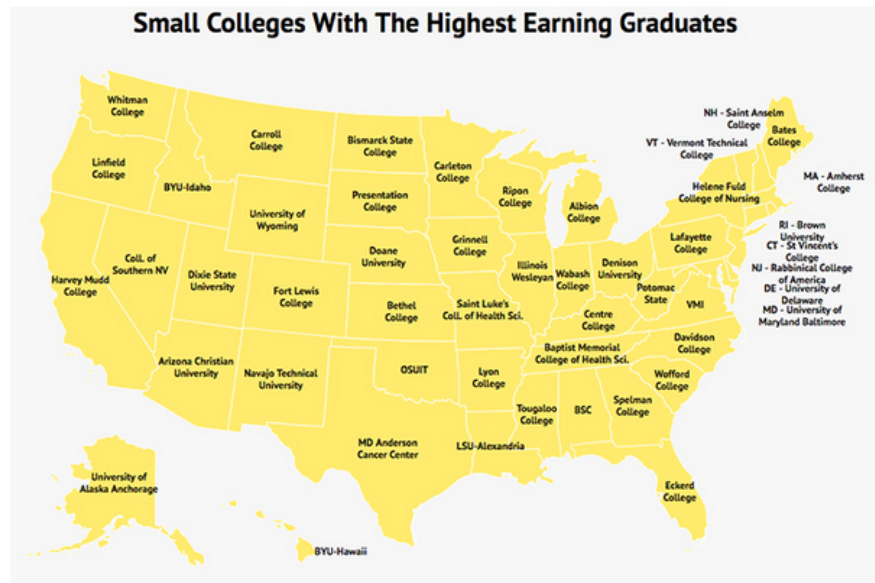 Small Colleges With The Highest Earning Graduates
Whitman
College
Linfield
College
BYU-Idaho
Carroll
College
University of
Wyoming
Bismarck State
College
Presentation
College
Carleton
College
Ripon
College
Albion
College
NH - Saint Anselm
College
VT - Vermont Technical
College
Bates
College
MA - Amherst
College
Helene Fuld
College of Nursing
RI - Brown
University
CT - St Vincent's
College
NJ - Rabbinical College
of America
DE - University of
Delaware
MD - University of
Maryland Baltimore
Harvey Mudd
College
Coll. of
Southern NV
Dixie State
University
Fort Lewis
College
Doane
University
Bethel
College
Grinnell
College
Saint Luke's
Coll. of Health Sci.
Illinois
Wesleyan
Wabash
College
Denison
University
Lafayette
College
Potomac
State
VMI
Centre
College
Davidson
College
Baptist Memorial
College of Health Sci.
Wofford
College
Arizona Christian
University
Navajo Technical
University
OSUIT
Lyon
College
Tougaloo
College
BSC
Spelman
College
MD Anderson
Cancer Center
LSU-Alexandria
Eckerd
College
University of
Alaska Anchorage
BYU-Hawaii